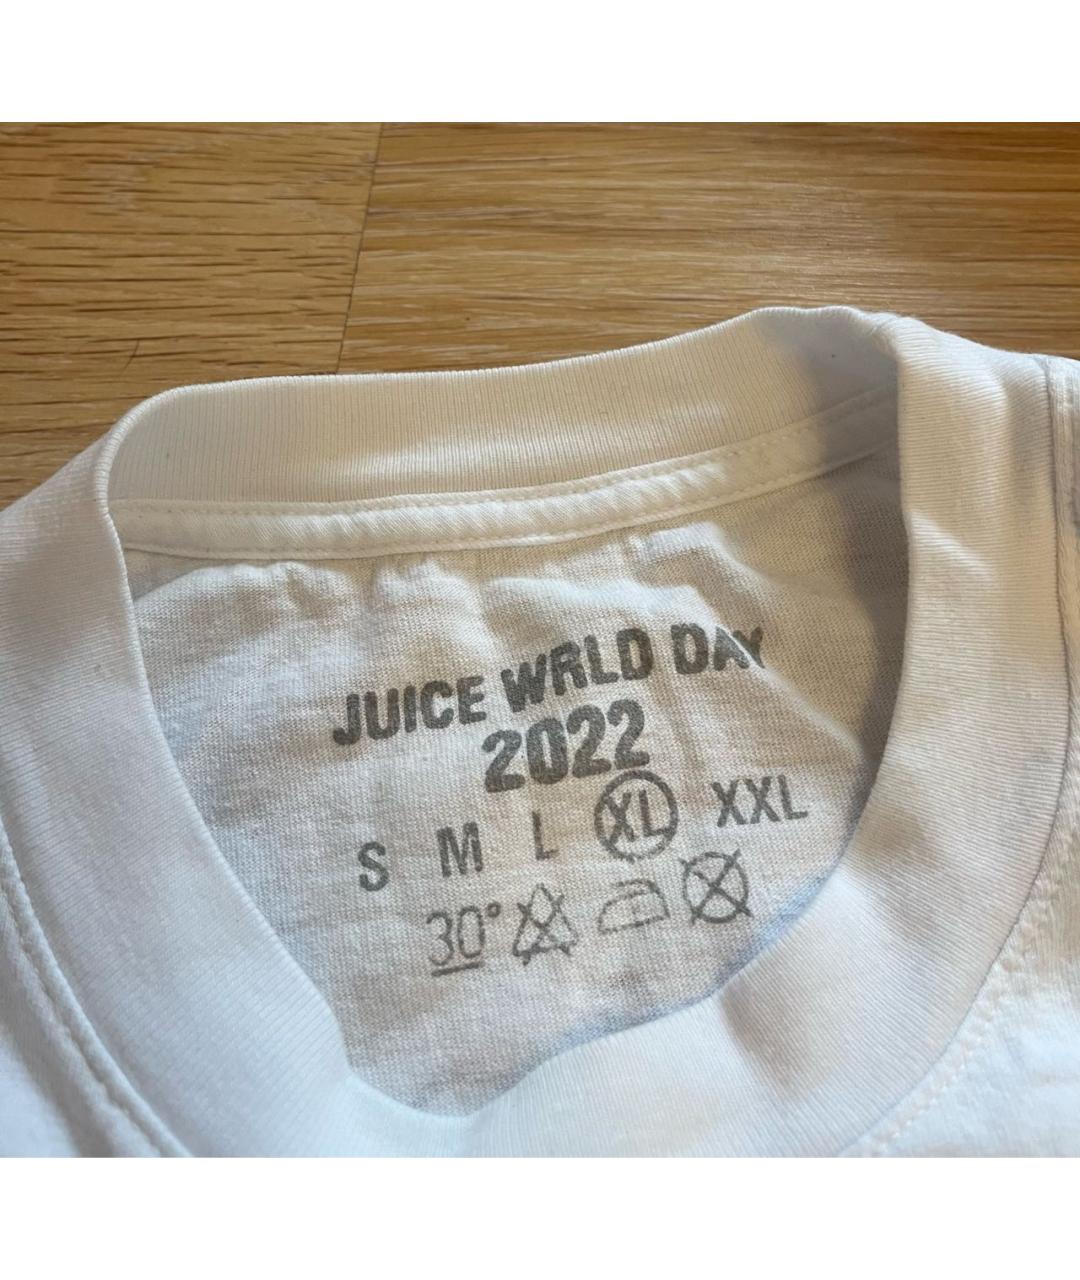 JUICE WRLD DAY
2022
S M L XL XXL
30°